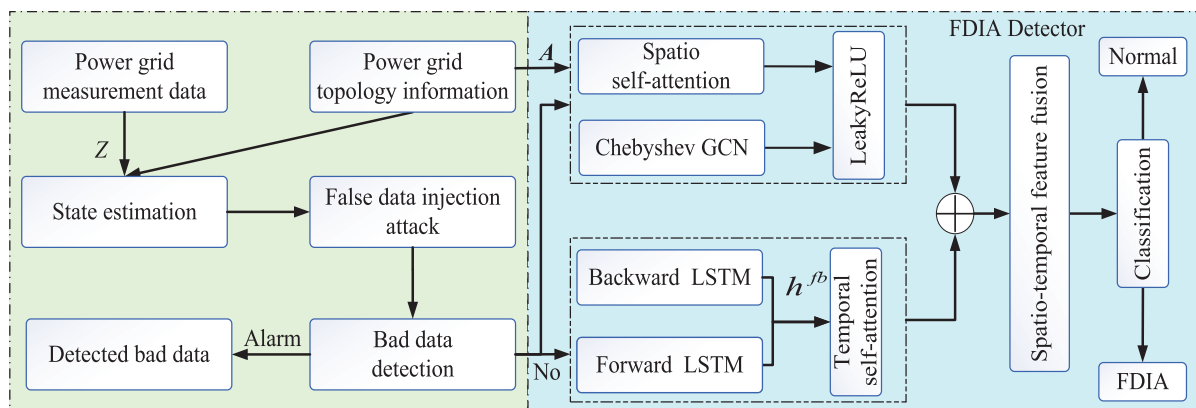 Power grid
measurement data
Power grid
topology information
Z
State estimation
False data injection
attack
Detected bad data
Alarm
Bad data
detection
No
A
FDIA Detector
Spatio
self-attention
Chebyshev GCN
LeakyReLU
Backward LSTM
Forward LSTM
h^{fb}
Temporal
self-attention
Spatio-temporal feature fusion
Normal
Classification
FDIA